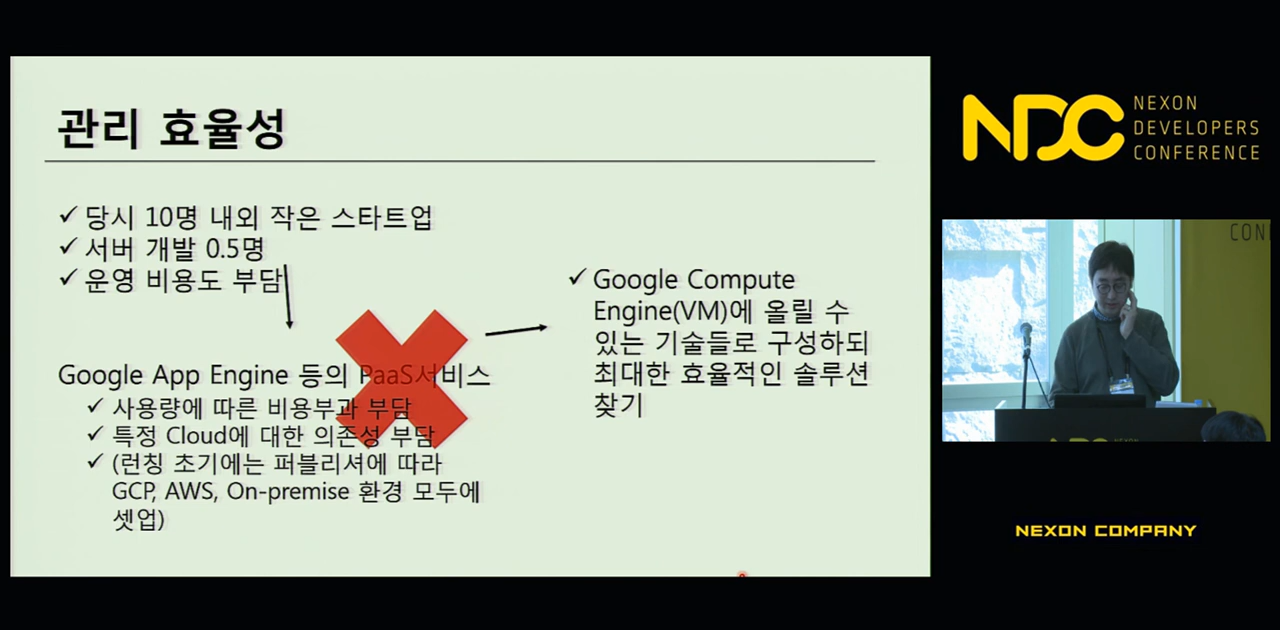 관리 효율성
✓ 당시 10명 내외 작은 스타트업
✓ 서버 개발 0.5명
✓ 운영 비용도 부담
Google App Engine 등의 PaaS서비스
✓ 사용량에 따른 비용부과 부담
✓ 특정 Cloud에 대한 의존성 부담
✓ (런칭 초기에는 퍼블리셔에 따라
GCP, AWS, On-premise 환경 모두에
셋업)
✓ Google Compute
Engine(VM)에 올릴 수
있는 기술들로 구성하되
최대한 효율적인 솔루션
찾기
NDC
NEXON
DEVELOPERS
CONFERENCE
CON
NEXON COMPANY